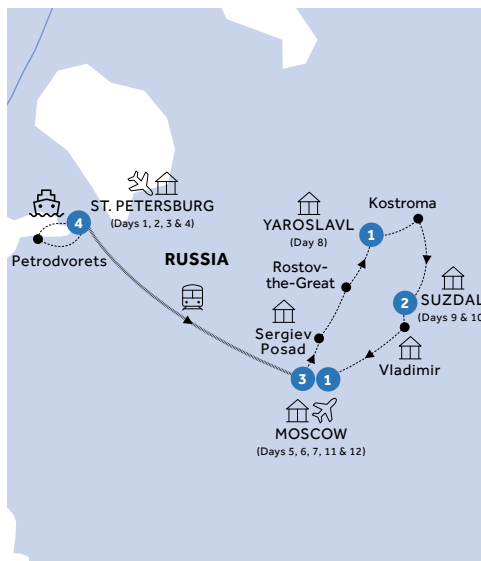 4
ST. PETERSBURG
(Days 1, 2, 3 & 4)
Petrodvorets
RUSSIA
Kostroma
YAROSLAVL
1
(Day 8)
Rostov-
the-Great
2
SUZDAL
(Days 9 & 10
Sergiev
Posad
Vladimir
3
1
MOSCOW
(Days 5, 6, 7, 11 & 12)